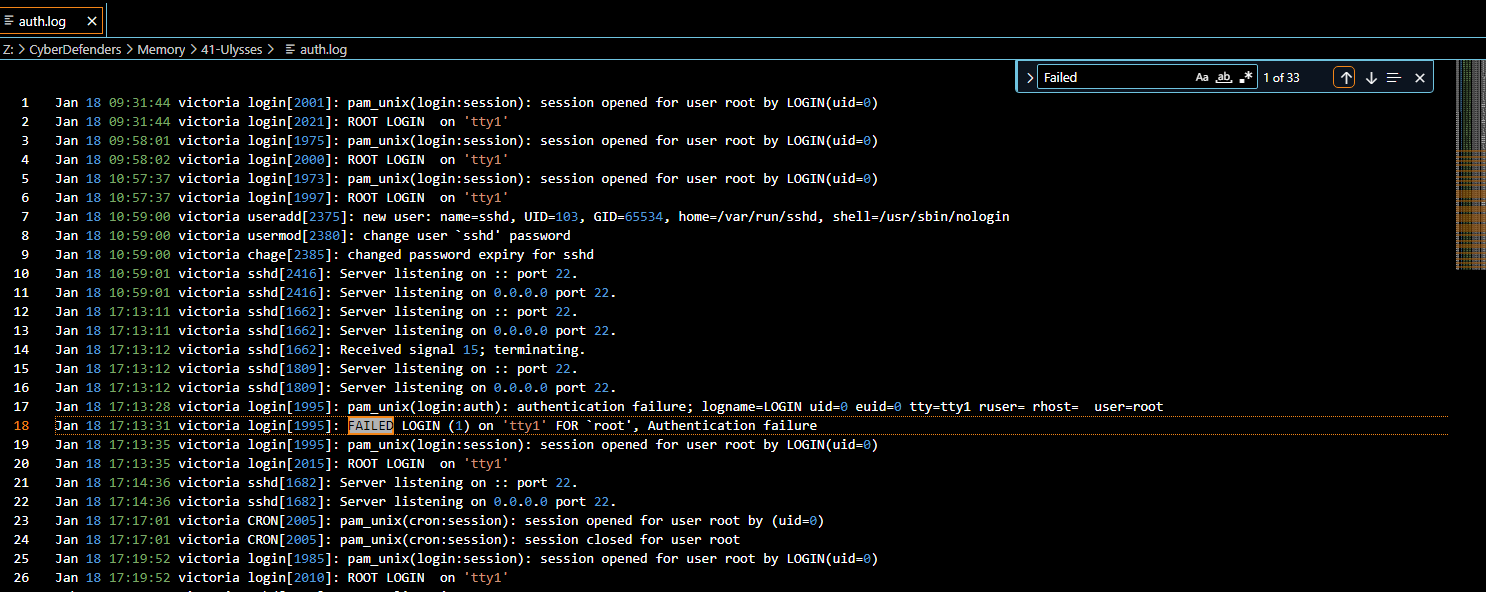 auth.log
Z: > CyberDefenders > Memory > 41-Ulysses > auth.log
Failed Aa ab .* 1 of 33
1 Jan 18 09:31:44 victoria login[2001]: pam_unix(login:session): session opened for user root by LOGIN(uid=0)
2 Jan 18 09:31:44 victoria login[2021]: ROOT LOGIN  on 'tty1'
3 Jan 18 09:58:01 victoria login[1975]: pam_unix(login:session): session opened for user root by LOGIN(uid=0)
4 Jan 18 09:58:02 victoria login[2000]: ROOT LOGIN  on 'tty1'
5 Jan 18 10:57:37 victoria login[1973]: pam_unix(login:session): session opened for user root by LOGIN(uid=0)
6 Jan 18 10:57:37 victoria login[1997]: ROOT LOGIN  on 'tty1'
7 Jan 18 10:59:00 victoria useradd[2375]: new user: name=sshd, UID=103, GID=65534, home=/var/run/sshd, shell=/usr/sbin/nologin
8 Jan 18 10:59:00 victoria usermod[2380]: change user `sshd' password
9 Jan 18 10:59:00 victoria chage[2385]: changed password expiry for sshd
10 Jan 18 10:59:01 victoria sshd[2416]: Server listening on :: port 22.
11 Jan 18 10:59:01 victoria sshd[2416]: Server listening on 0.0.0.0 port 22.
12 Jan 18 17:13:11 victoria sshd[1662]: Server listening on :: port 22.
13 Jan 18 17:13:11 victoria sshd[1662]: Server listening on 0.0.0.0 port 22.
14 Jan 18 17:13:12 victoria sshd[1662]: Received signal 15; terminating.
15 Jan 18 17:13:12 victoria sshd[1809]: Server listening on :: port 22.
16 Jan 18 17:13:12 victoria sshd[1809]: Server listening on 0.0.0.0 port 22.
17 Jan 18 17:13:28 victoria login[1995]: pam_unix(login:auth): authentication failure; logname=LOGIN uid=0 euid=0 tty=tty1 ruser= rhost=  user=root
18 Jan 18 17:13:31 victoria login[1995]: FAILED LOGIN (1) on 'tty1' FOR `root', Authentication failure
19 Jan 18 17:13:35 victoria login[1995]: pam_unix(login:session): session opened for user root by LOGIN(uid=0)
20 Jan 18 17:13:35 victoria login[2015]: ROOT LOGIN  on 'tty1'
21 Jan 18 17:14:36 victoria sshd[1682]: Server listening on :: port 22.
22 Jan 18 17:14:36 victoria sshd[1682]: Server listening on 0.0.0.0 port 22.
23 Jan 18 17:17:01 victoria CRON[2005]: pam_unix(cron:session): session opened for user root by (uid=0)
24 Jan 18 17:17:01 victoria CRON[2005]: pam_unix(cron:session): session closed for user root
25 Jan 18 17:19:52 victoria login[1985]: pam_unix(login:session): session opened for user root by LOGIN(uid=0)
26 Jan 18 17:19:52 victoria login[2010]: ROOT LOGIN  on 'tty1'